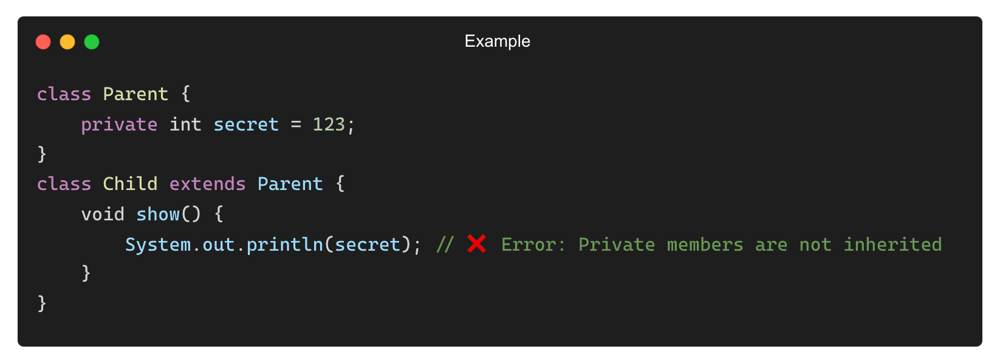 Example
class Parent {
    private int secret = 123;
}
class Child extends Parent {
    void show() {
        System.out.println(secret); // ❌ Error: Private members are not inherited
    }
}